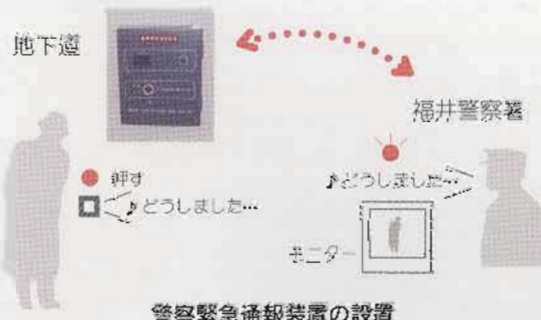 地下道
福井警察署
押す
♪どうしました…
♪どうしました…
モニター
警察緊急通報装置の設置